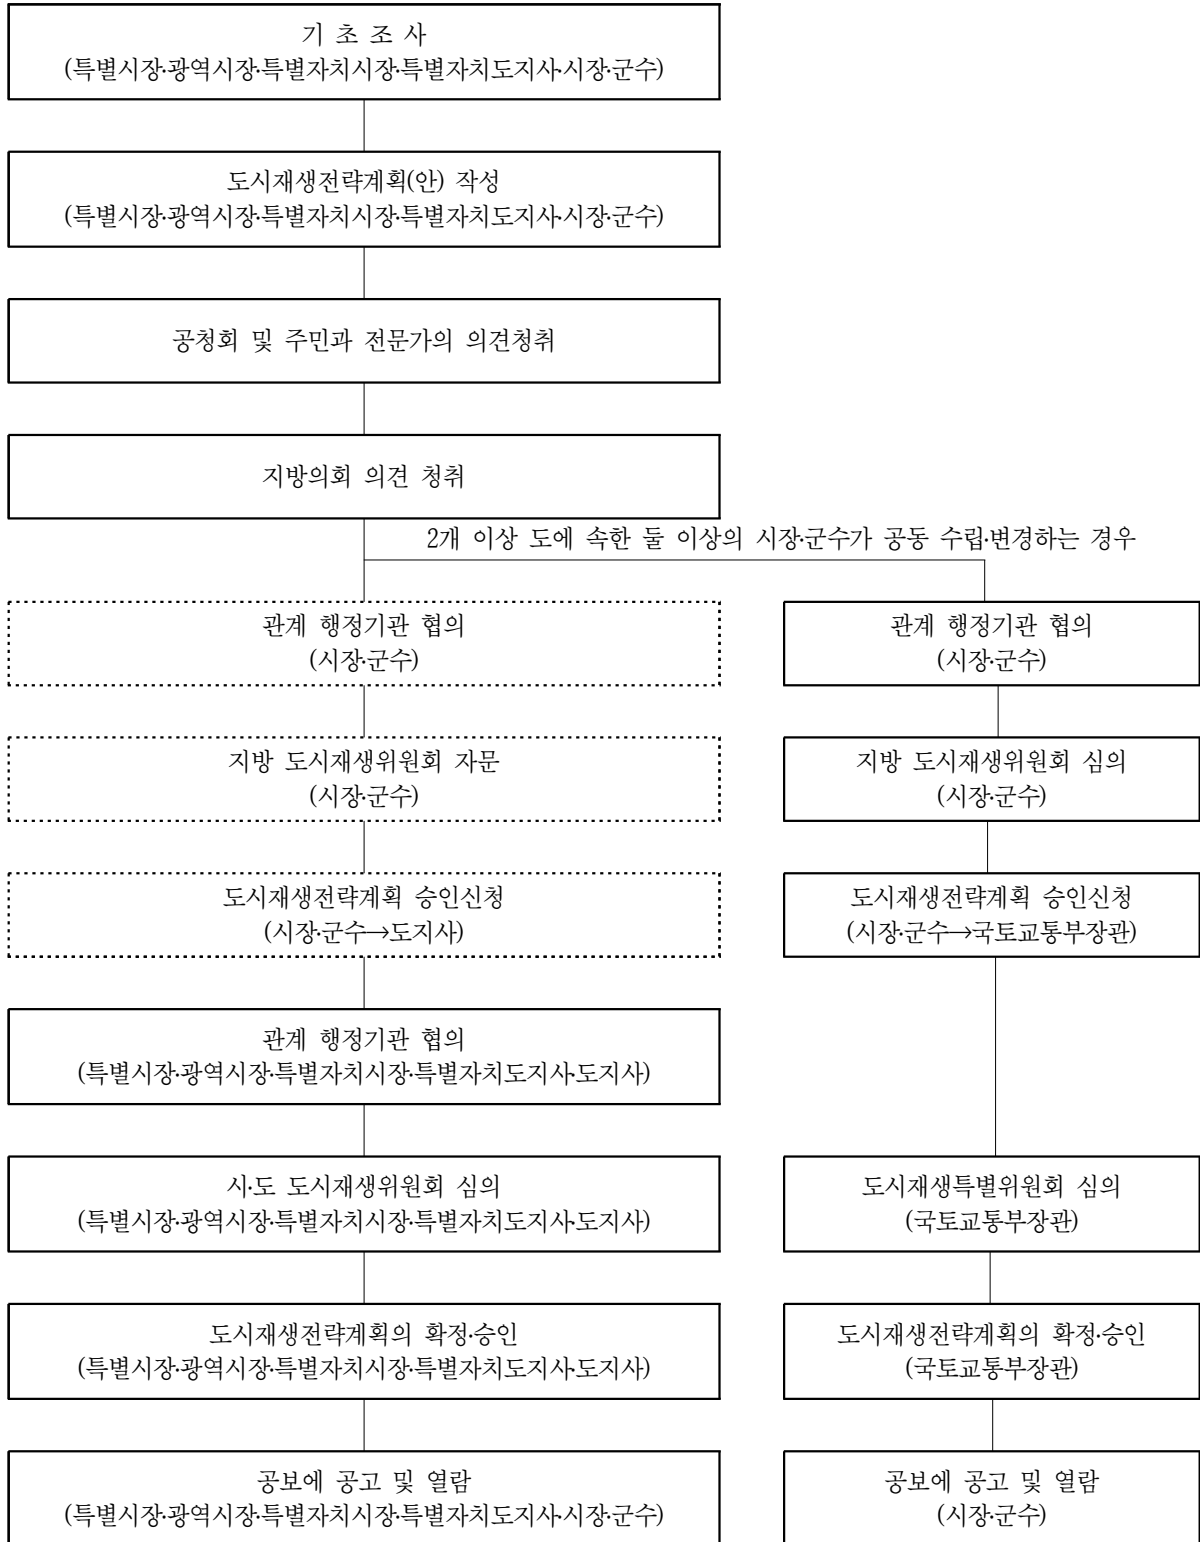 기 초 조 사
(특별시장·광역시장·특별자치시장·특별자치도지사·시장·군수)
도시재생전략계획(안) 작성
(특별시장·광역시장·특별자치시장·특별자치도지사·시장·군수)
공청회 및 주민과 전문가의 의견청취
지방의회 의견 청취
2개 이상 도에 속한 둘 이상의 시장·군수가 공동 수립·변경하는 경우
관계 행정기관 협의
(시장·군수)
지방 도시재생위원회 자문
(시장·군수)
도시재생전략계획 승인신청
(시장·군수→도지사)
관계 행정기관 협의
(특별시장·광역시장·특별자치시장·특별자치도지사·도지사)
시·도 도시재생위원회 심의
(특별시장·광역시장·특별자치시장·특별자치도지사·도지사)
도시재생전략계획의 확정·승인
(특별시장·광역시장·특별자치시장·특별자치도지사·도지사)
공보에 공고 및 열람
(특별시장·광역시장·특별자치시장·특별자치도지사·시장·군수)
관계 행정기관 협의
(시장·군수)
지방 도시재생위원회 심의
(시장·군수)
도시재생전략계획 승인신청
(시장·군수→국토교통부장관)
도시재생특별위원회 심의
(국토교통부장관)
도시재생전략계획의 확정·승인
(국토교통부장관)
공보에 공고 및 열람
(시장·군수)